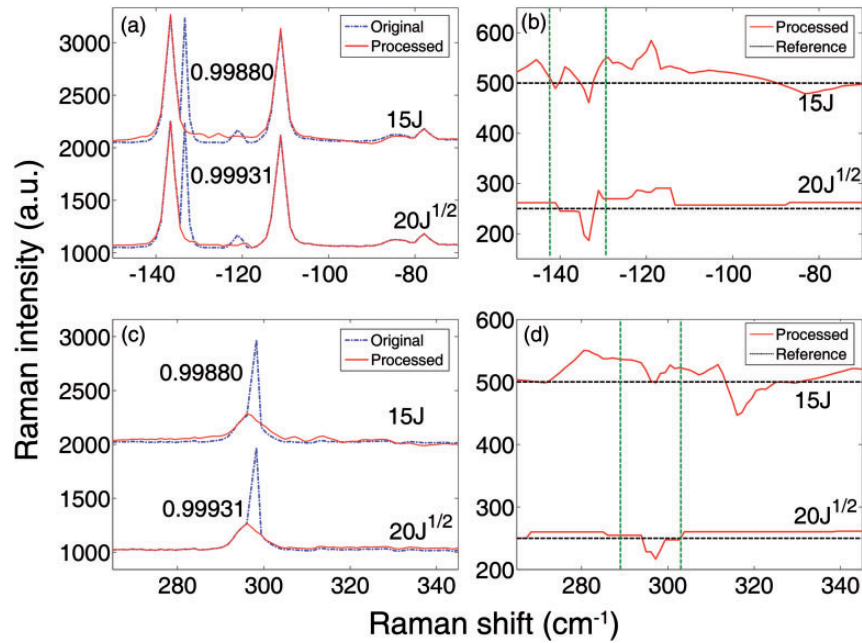 Raman intensity (a.u.)
(a)
Original
Processed
3000
2500
2000
1500
1000
0.99880
15J
0.99931
20J1/2
-140 -120 -100 -80
(b)
Processed
Reference
600
500
400
300
200
15J
20J1/2
-140 -120 -100 -80
(c)
Original
Processed
3000
2500
2000
1500
1000
0.99880
15J
0.99931
20J1/2
280 300 320 340
(d)
Processed
Reference
600
500
400
300
200
15J
20J1/2
280 300 320 340
Raman shift (cm-1)